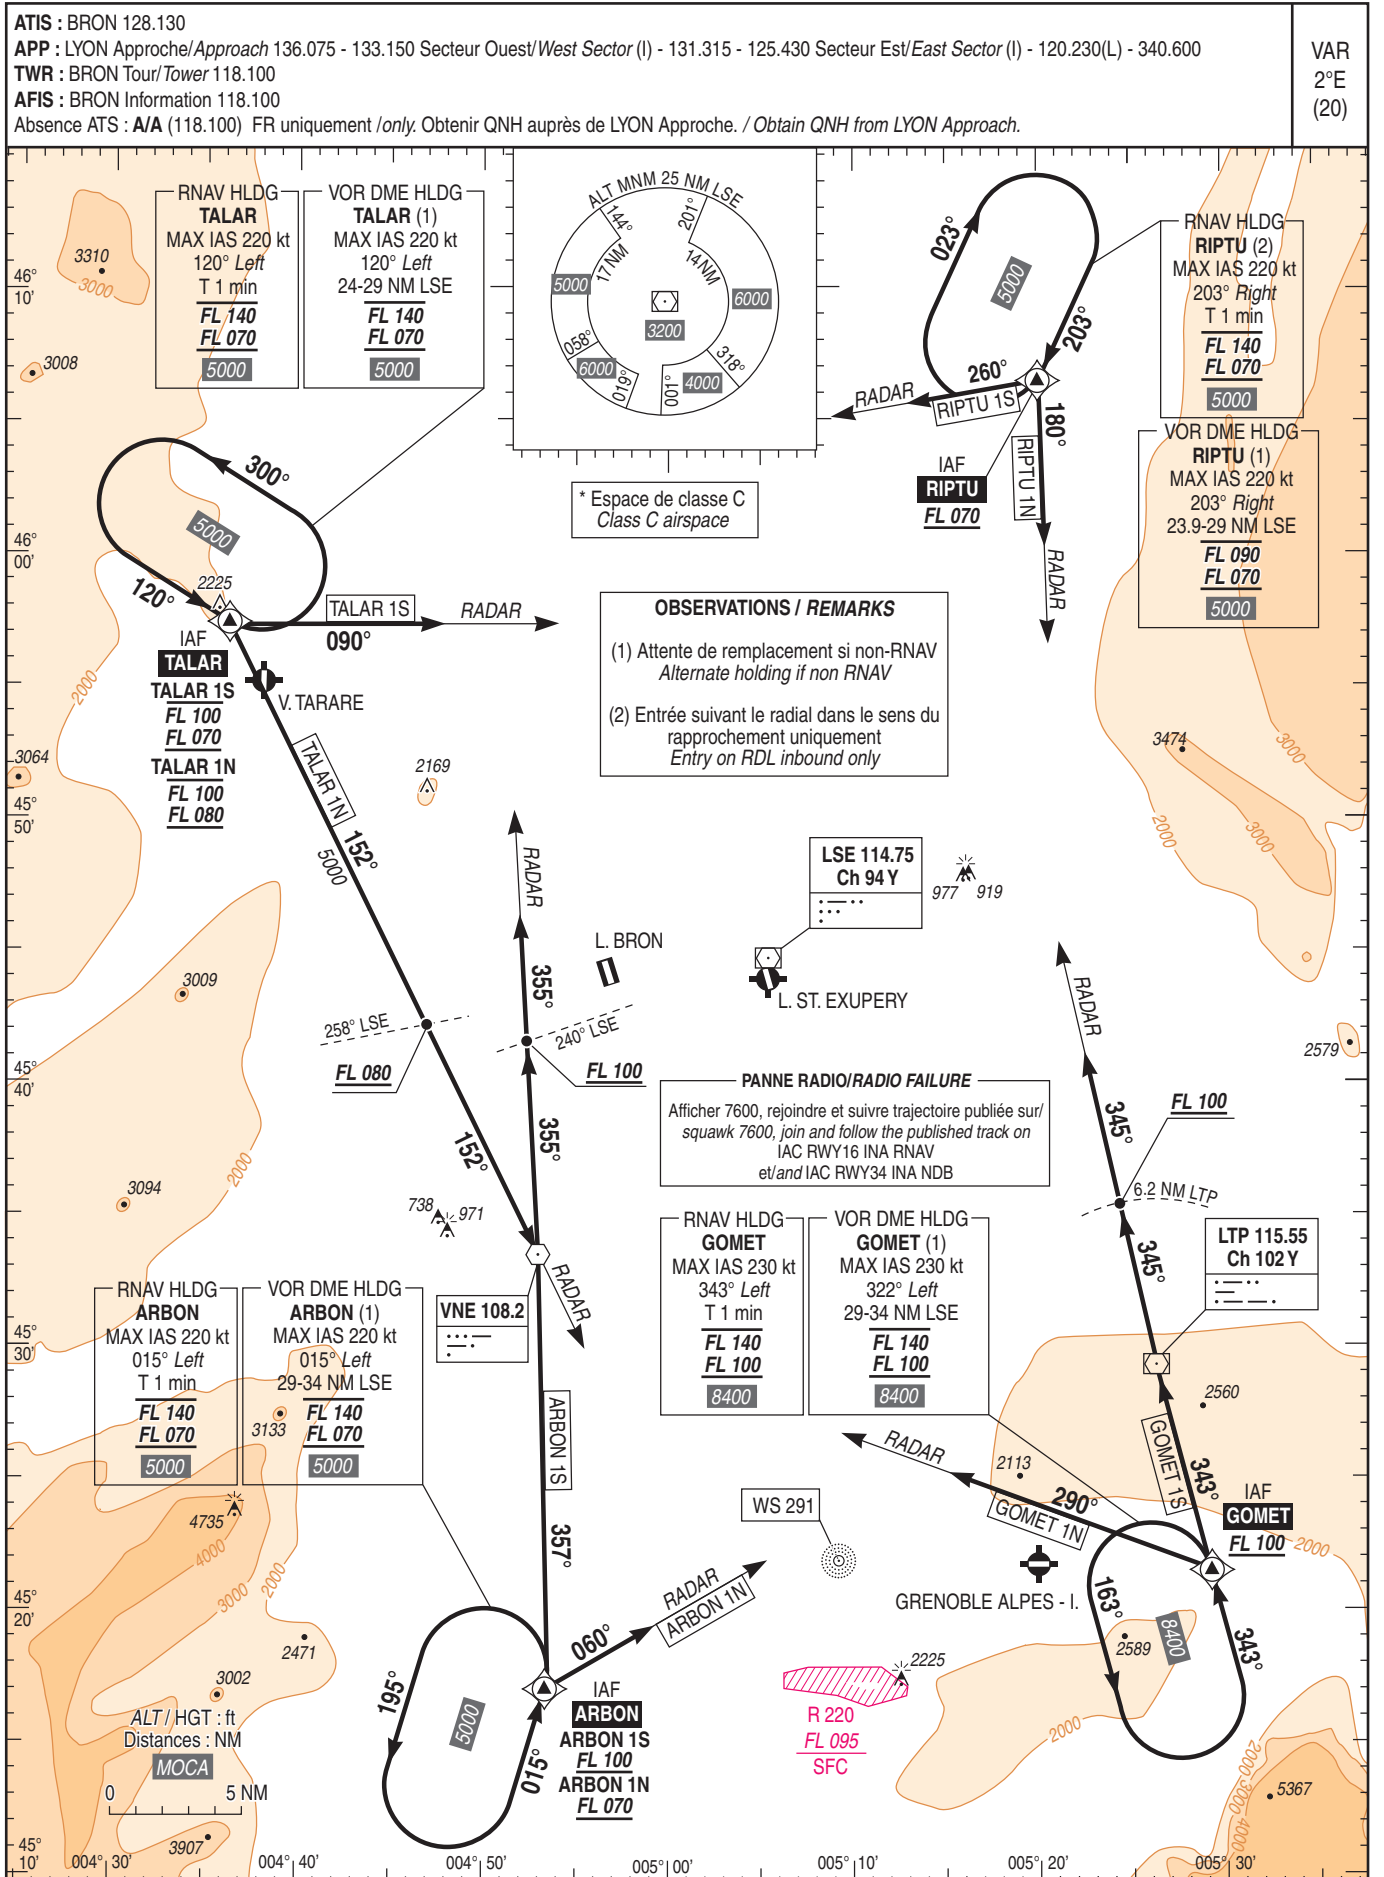 ATIS : BRON 128.130
APP : LYON Approche/Approach 136.075 - 133.150 Secteur Ouest/West Sector (I) - 131.315 - 125.430 Secteur Est/East Sector (I) - 120.230(L) - 340.600
TWR : BRON Tour/Tower 118.100
AFIS : BRON Information 118.100
Absence ATS : A/A (118.100) FR uniquement /only. Obtenir QNH auprès de LYON Approche. / Obtain QNH from LYON Approach.
VAR
2°E
(20)
RNAV HLDG
TALAR
MAX IAS 220 kt
120° Left
T 1 min
FL 140
FL 070
5000
VOR DME HLDG
TALAR (1)
MAX IAS 220 kt
120° Left
24-29 NM LSE
FL 140
FL 070
5000
ALT MNM 25 NM LSE
144°
201°
17 NM
14 NM
5000
6000
3200
058°
6000
019°
001°
4000
318°
023°
5000
203°
260°
RADAR
RIPTU 1S
180°
RIPTU 1N
RADAR
IAF
RIPTU
FL 070
RNAV HLDG
RIPTU (2)
MAX IAS 220 kt
203° Right
T 1 min
FL 140
FL 070
5000
VOR DME HLDG
RIPTU (1)
MAX IAS 220 kt
203° Right
23.9-29 NM LSE
FL 090
FL 070
5000
3310
3000
46°
10'
3008
* Espace de classe C
Class C airspace
300°
5000
120°
2225
46°
00'
TALAR 1S
RADAR
090°
IAF
TALAR
TALAR 1S
FL 100
FL 070
TALAR 1N
FL 100
FL 080
V. TARARE
2000
3064
OBSERVATIONS / REMARKS
(1) Attente de remplacement si non-RNAV
Alternate holding if non RNAV
(2) Entrée suivant le radial dans le sens du
rapprochement uniquement
Entry on RDL inbound only
3474
3000
2000
3000
45°
50'
TALAR 1N
152°
5000
2169
RADAR
LSE 114.75
Ch 94 Y
977
919
L. BRON
L. ST. EXUPERY
3009
355°
258° LSE
240° LSE
FL 080
FL 100
RADAR
2579
45°
40'
PANNE RADIO/RADIO FAILURE
Afficher 7600, rejoindre et suivre trajectoire publiée sur/
squawk 7600, join and follow the published track on
IAC RWY16 INA RNAV
et/and IAC RWY34 INA NDB
FL 100
345°
355°
152°
2000
3094
738
971
6.2 NM LTP
345°
LTP 115.55
Ch 102 Y
RADAR
VNE 108.2
RNAV HLDG
GOMET
MAX IAS 230 kt
343° Left
T 1 min
FL 140
FL 100
8400
VOR DME HLDG
GOMET (1)
MAX IAS 230 kt
322° Left
29-34 NM LSE
FL 140
FL 100
8400
RNAV HLDG
ARBON
MAX IAS 220 kt
015° Left
T 1 min
FL 140
FL 070
5000
VOR DME HLDG
ARBON (1)
MAX IAS 220 kt
015° Left
29-34 NM LSE
FL 140
FL 070
5000
45°
30'
3133
ARBON 1S
2560
GOMET 1S
343°
RADAR
2113
290°
GOMET 1N
IAF
GOMET
FL 100
2000
4735
4000
3000
2000
357°
WS 291
GRENOBLE ALPES - I.
45°
20'
RADAR
ARBON 1N
060°
163°
8400
2589
343°
2471
3002
195°
5000
015°
IAF
ARBON
ARBON 1S
FL 100
ARBON 1N
FL 070
2225
R 220
FL 095
SFC
2000
2000
3000
4000
5367
ALT / HGT : ft
Distances : NM
MOCA
0
5 NM
3907
45°
10'
004° 30'
004° 40'
004° 50'
005° 00'
005° 10'
005° 20'
005° 30'